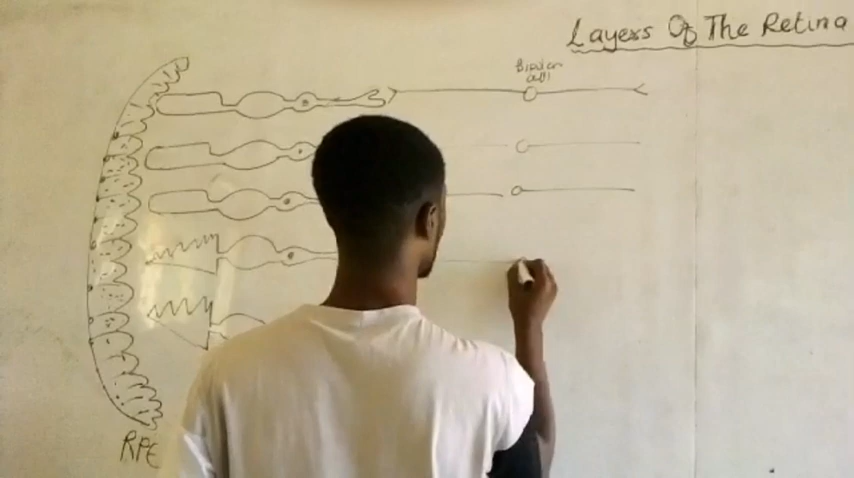 Layers Of The Retina
Bipolar
cell
RPE